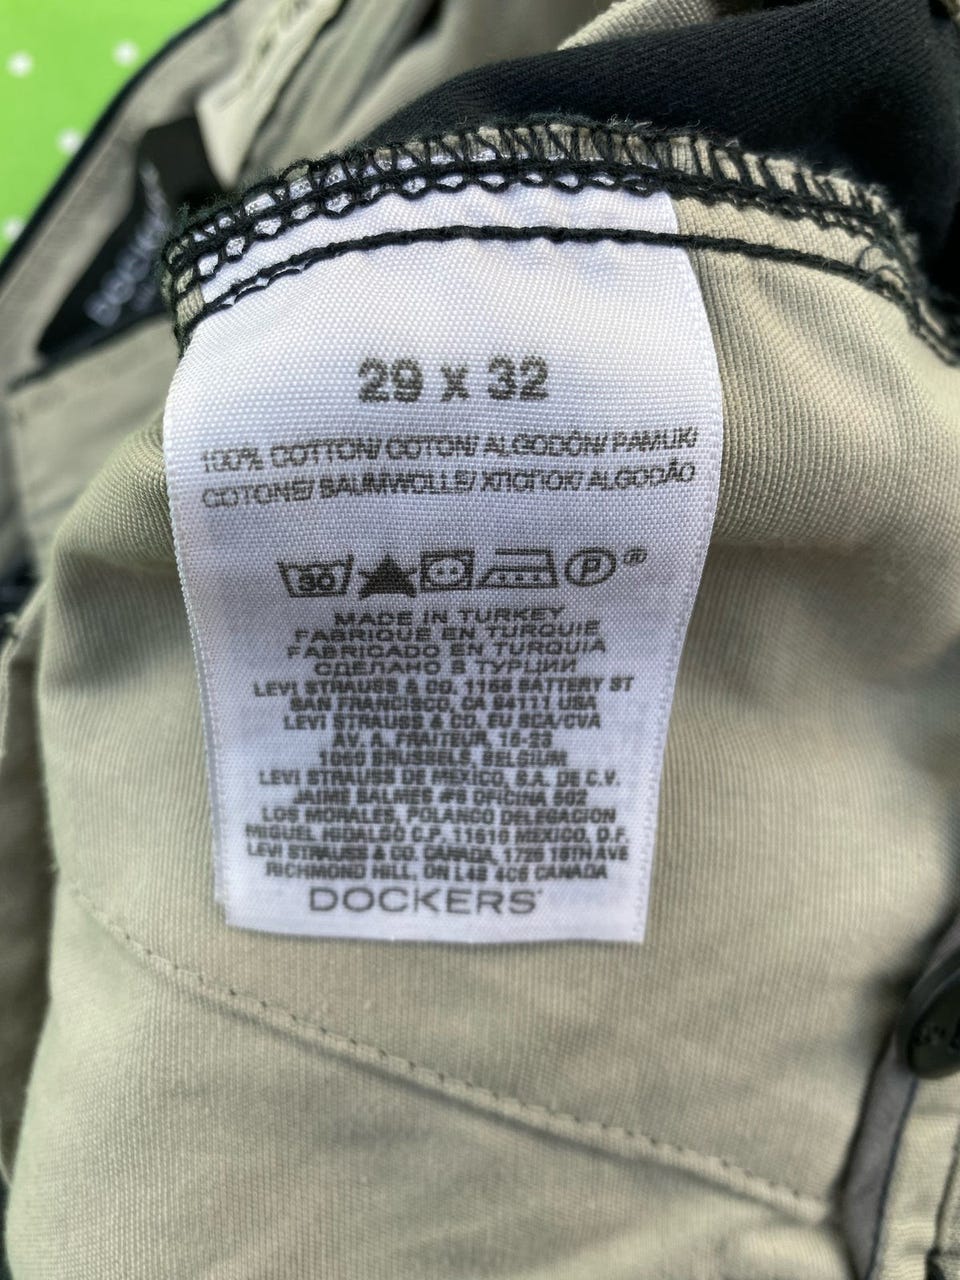 DOCKERS
29 x 32
100% COTTON/ COTON/ ALGODÓN/ PAMUK/
COTONE/ BAUMWOLLE/ ХЛОПОК/ ALGODÃO
30 P ®
MADE IN TURKEY
FABRIQUÉ EN TURQUIE
FABRICADO EN TURQUIA
СДЕЛАНО В ТУРЦИИ
LEVI STRAUSS & CO. 1155 BATTERY ST
SAN FRANCISCO, CA 94111 USA
LEVI STRAUSS & CO. EU SCA/CVA
AV. A. FRAITEUR, 15-23
1050 BRUSSELS, BELGIUM
LEVI STRAUSS DE MEXICO, S.A. DE C.V.
JAIME BALMES #8 OFICINA 502
LOS MORALES, POLANCO DELEGACION
MIGUEL HIDALGO C.P. 11510 MEXICO, D.F.
LEVI STRAUSS & CO. CANADA, 1725 16TH AVE
RICHMOND HILL, ON L4B 4C6 CANADA
DOCKERS